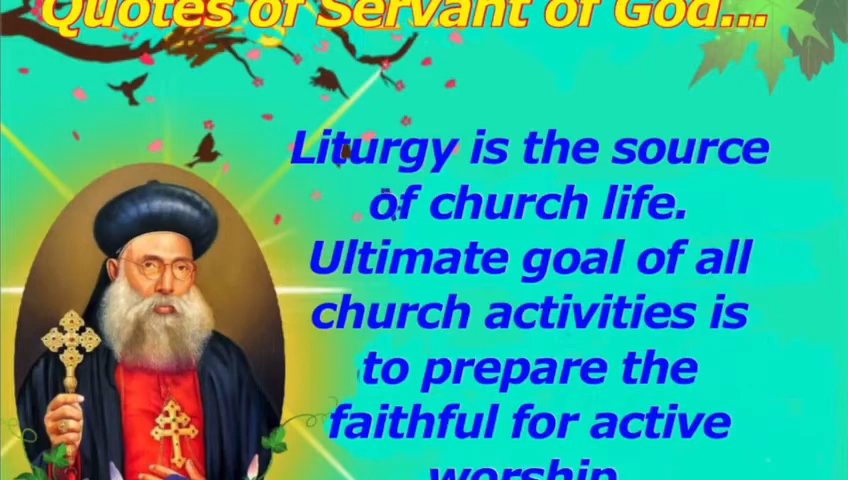 Quotes of Servant of God...
Liturgy is the source
of church life.
Ultimate goal of all
church activities is
to prepare the
faithful for active
worship